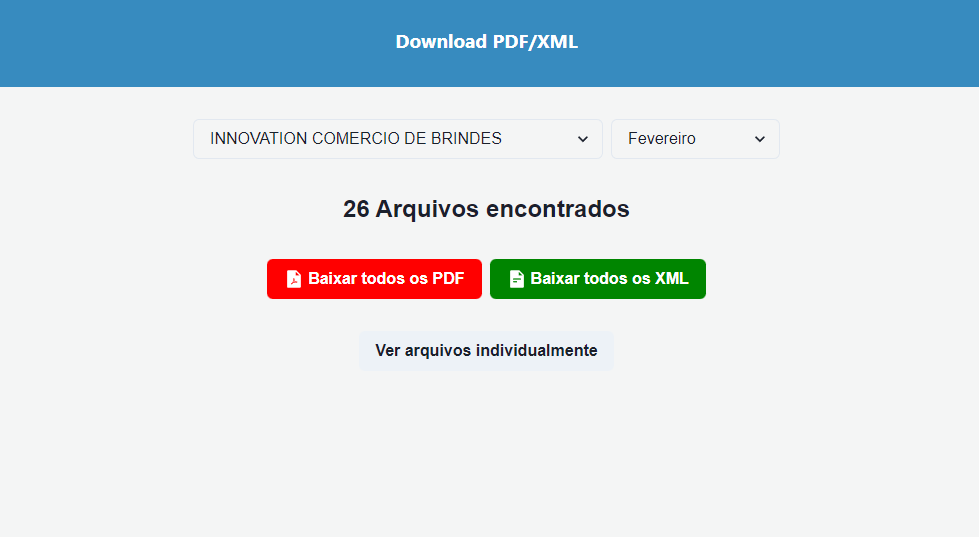 Download PDF/XML
INNOVATION COMERCIO DE BRINDES
Fevereiro
26 Arquivos encontrados
Baixar todos os PDF
Baixar todos os XML
Ver arquivos individualmente